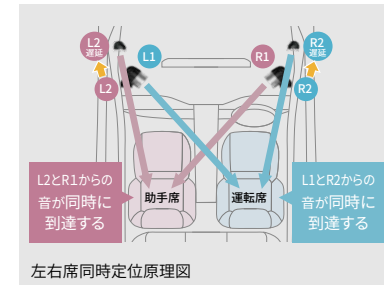 L2
遅延
L1
R1
R2
遅延
L2
R2
L2とR1からの
音が同時に
到達する
助手席
運転席
L1とR2からの
音が同時に
到達する
左右席同時定位原理図